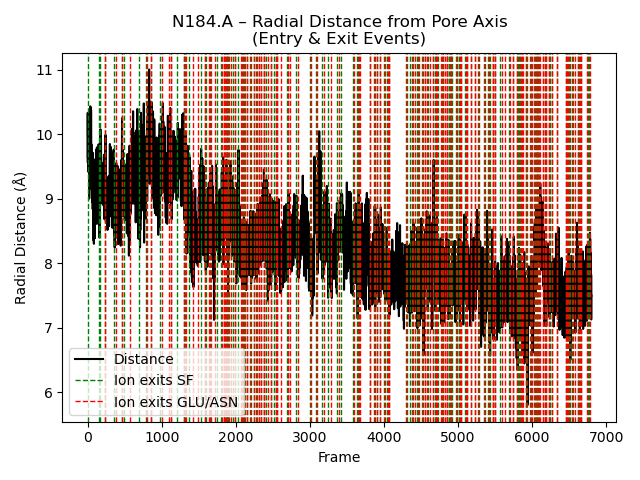 N184.A – Radial Distance from Pore Axis
(Entry & Exit Events)
Radial Distance (Å)
11
10
9
8
7
6
Distance
Ion exits SF
Ion exits GLU/ASN
0 1000 2000 3000 4000 5000 6000 7000
Frame